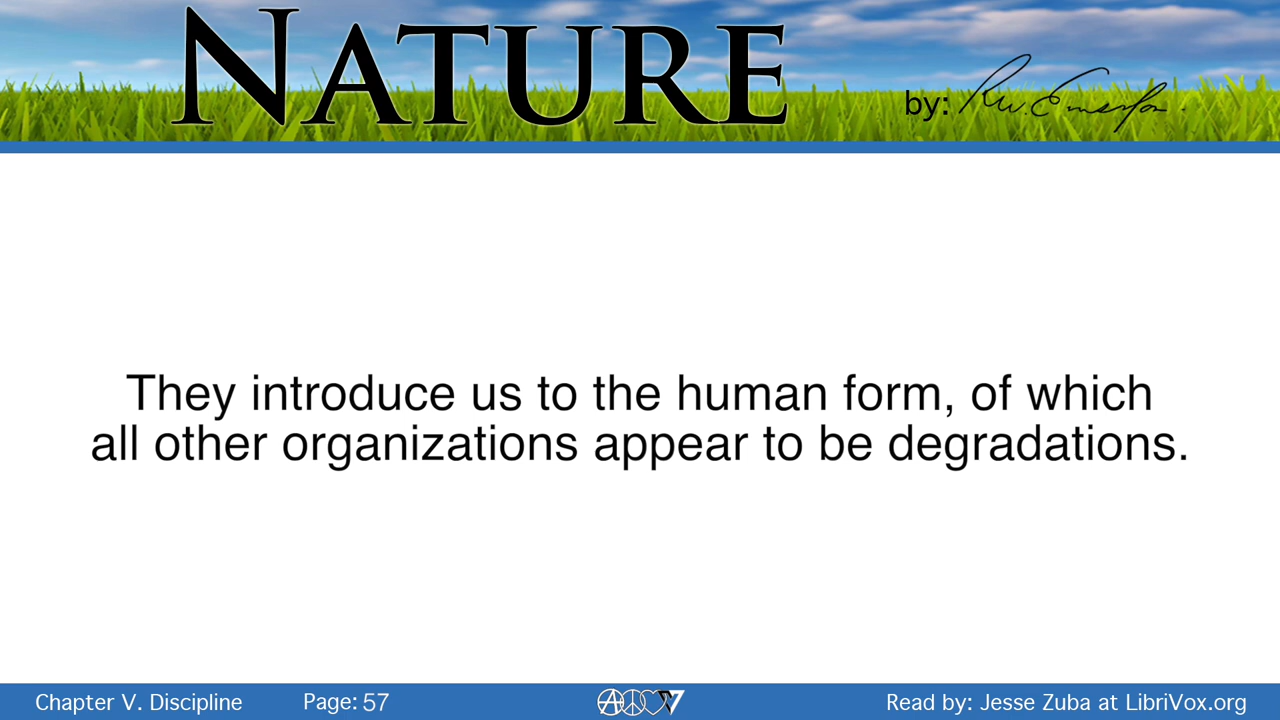 NATURE
by: R.W. Emerson.
They introduce us to the human form, of which
all other organizations appear to be degradations.
Chapter V. Discipline
Page: 57
Read by: Jesse Zuba at LibriVox.org